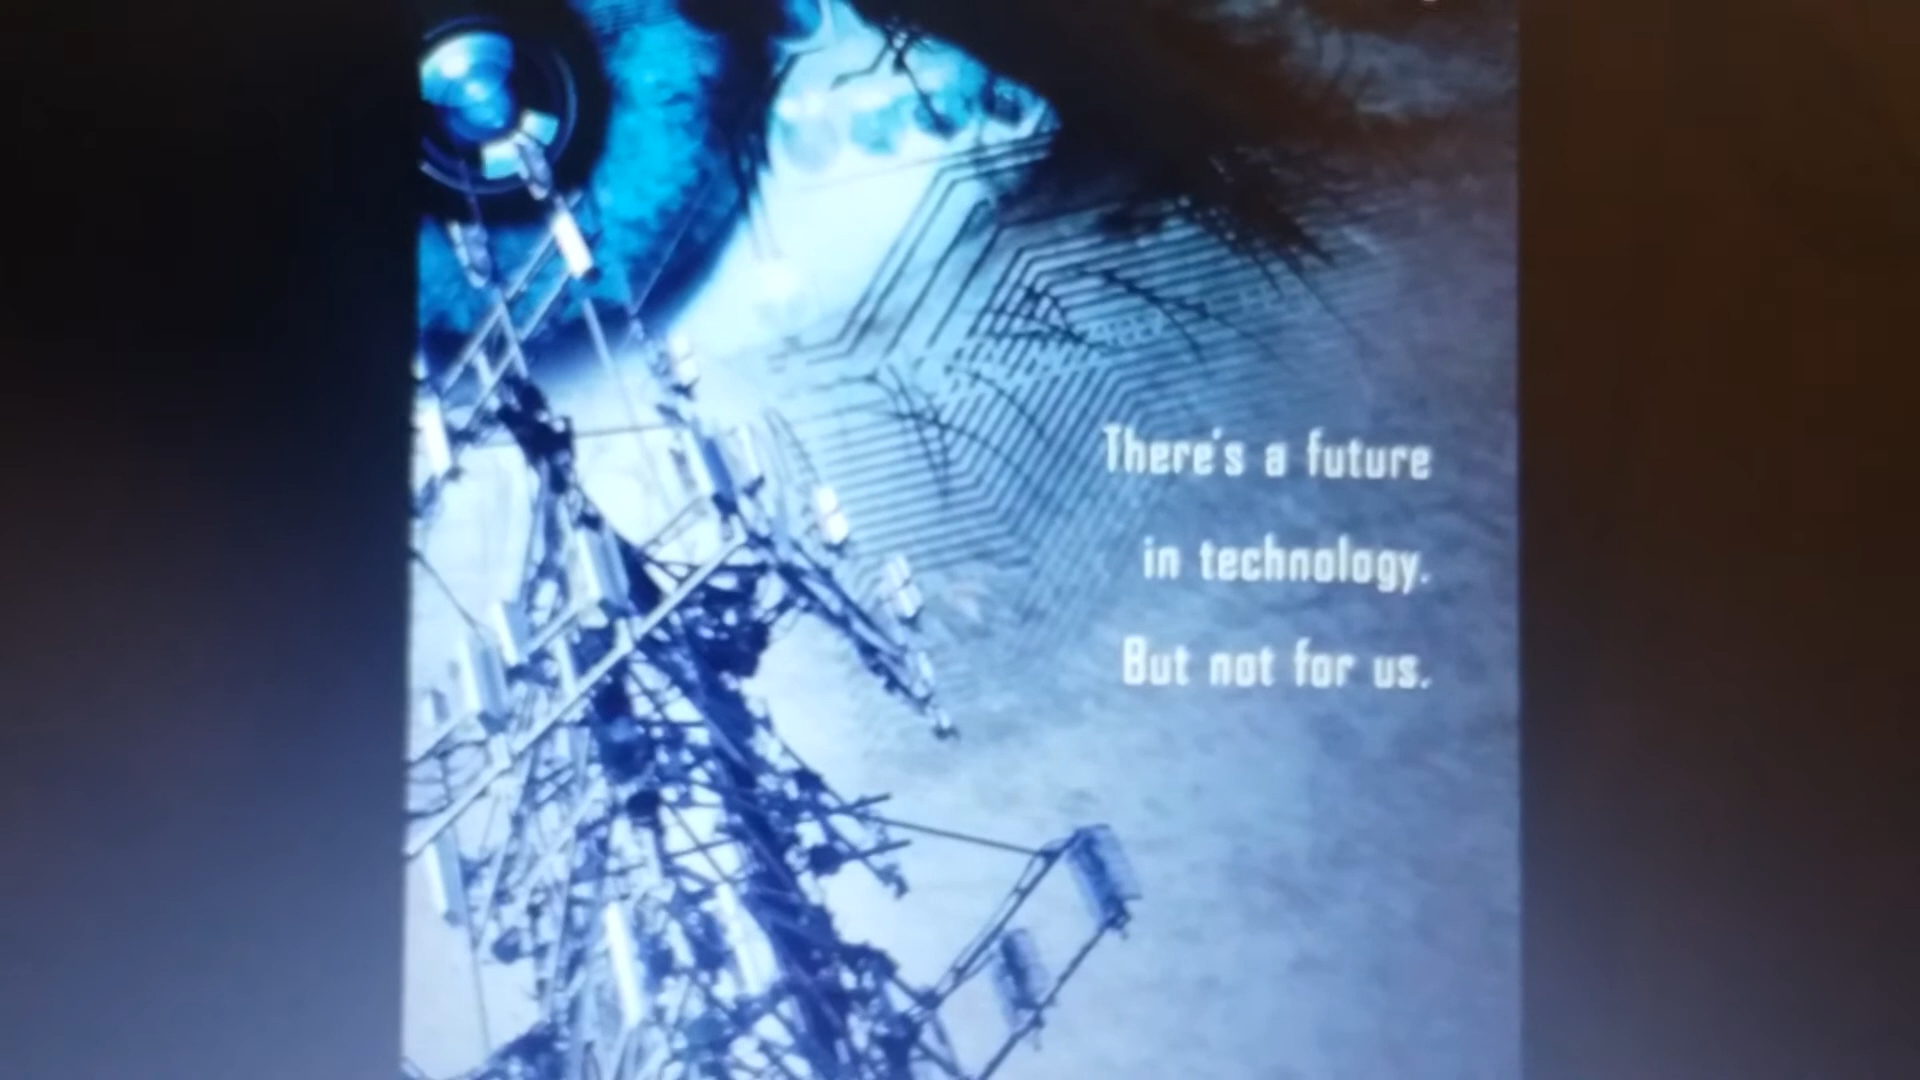 There's a future
in technology.
But not for us.